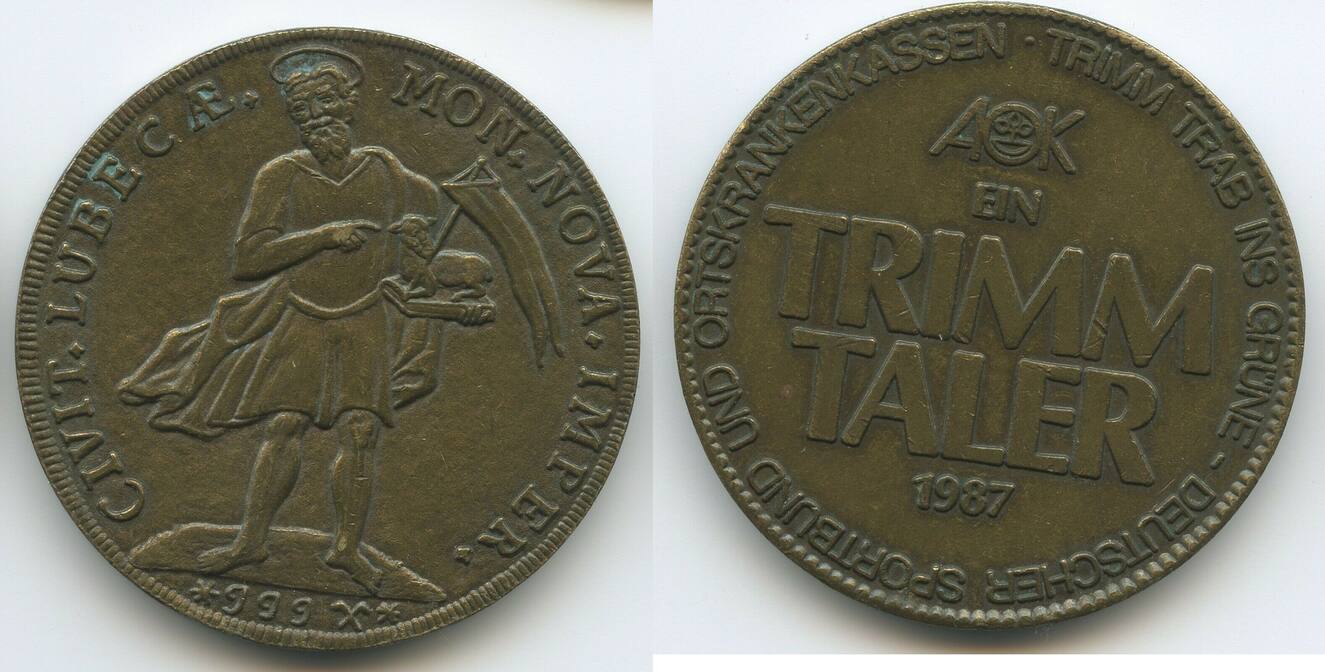 MON. NOVA. IMPER.
CIVIT. LUBECÆ.
TRIMM TRAB INS GRÜNE - DEUTSCHER SPORTBUND UND ORTSKRANKENKASSEN ·
AOK
EIN
TRIMM
TALER
1987